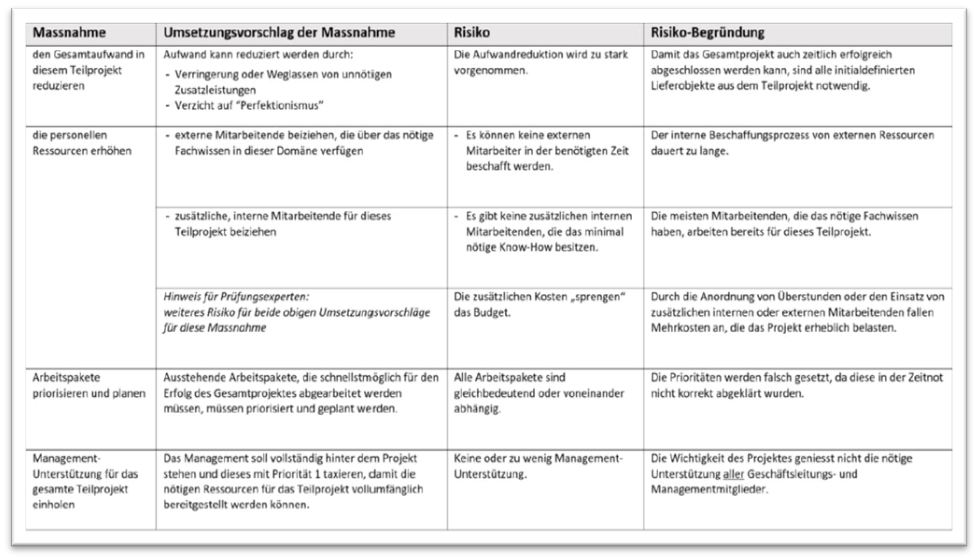 Massnahme
Umsetzungsvorschlag der Massnahme
Risiko
Risiko-Begründung
den Gesamtaufwand in
diesem Teilprojekt
reduzieren
Aufwand kann reduziert werden durch:
- Verringerung oder Weglassen von unnötigen
Zusatzleistungen
- Verzicht auf "Perfektionismus"
Die Aufwandreduktion wird zu stark
vorgenommen.
Damit das Gesamtprojekt auch zeitlich erfolgreich
abgeschlossen werden kann, sind alle initialdefinierten
Lieferobjekte aus dem Teilprojekt notwendig.
die personellen
Ressourcen erhöhen
- externe Mitarbeitende beiziehen, die über das nötige
Fachwissen in dieser Domäne verfügen
- Es können keine externen
Mitarbeiter in der benötigten Zeit
beschafft werden.
Der interne Beschaffungsprozess von externen Ressourcen
dauert zu lange.
- zusätzliche, interne Mitarbeitende für dieses
Teilprojekt beiziehen
- Es gibt keine zusätzlichen internen
Mitarbeitenden, die das minimal
nötige Know-How besitzen.
Die meisten Mitarbeitenden, die das nötige Fachwissen
haben, arbeiten bereits für dieses Teilprojekt.
Hinweis für Prüfungsexperten:
weiteres Risiko für beide obigen Umsetzungsvorschläge
für diese Massnahme
Die zusätzlichen Kosten „sprengen“
das Budget.
Durch die Anordnung von Überstunden oder den Einsatz von
zusätzlichen internen oder externen Mitarbeitenden fallen
Mehrkosten an, die das Projekt erheblich belasten.
Arbeitspakete
priorisieren und planen
Ausstehende Arbeitspakete, die schnellstmöglich für den
Erfolg des Gesamtprojektes abgearbeitet werden
müssen, müssen priorisiert und geplant werden.
Alle Arbeitspakete sind
gleichbedeutend oder voneinander
abhängig.
Die Prioritäten werden falsch gesetzt, da diese in der Zeitnot
nicht korrekt abgeklärt wurden.
Management-
Unterstützung für das
gesamte Teilprojekt
einholen
Das Management soll vollständig hinter dem Projekt
stehen und dieses mit Priorität 1 taxieren, damit die
nötigen Ressourcen für das Teilprojekt vollumfänglich
bereitgestellt werden können.
Keine oder zu wenig Management-
Unterstützung.
Die Wichtigkeit des Projektes geniesst nicht die nötige
Unterstützung aller Geschäftsleitungs- und
Managementmitglieder.